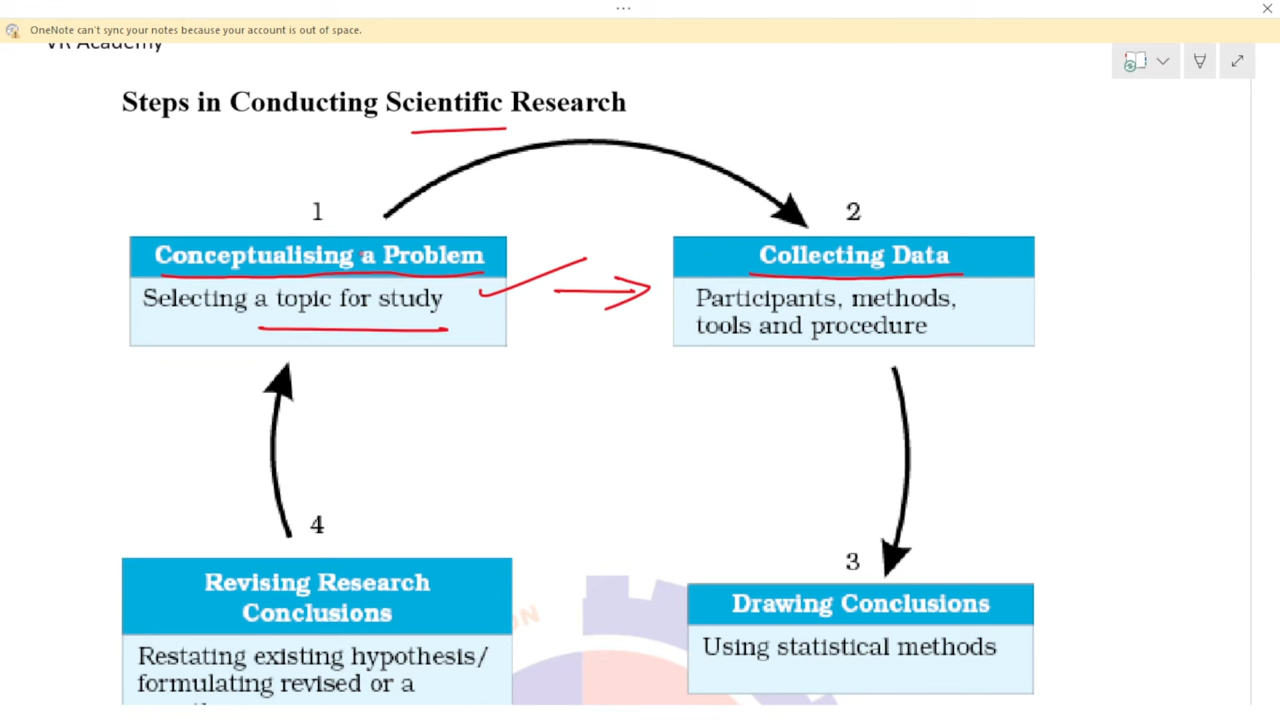 OneNote can't sync your notes because your account is out of space.
VR Academy
Steps in Conducting Scientific Research
1
Conceptualising a Problem
Selecting a topic for study
2
Collecting Data
Participants, methods,
tools and procedure
3
Drawing Conclusions
Using statistical methods
4
Revising Research
Conclusions
Restating existing hypothesis/
formulating revised or a